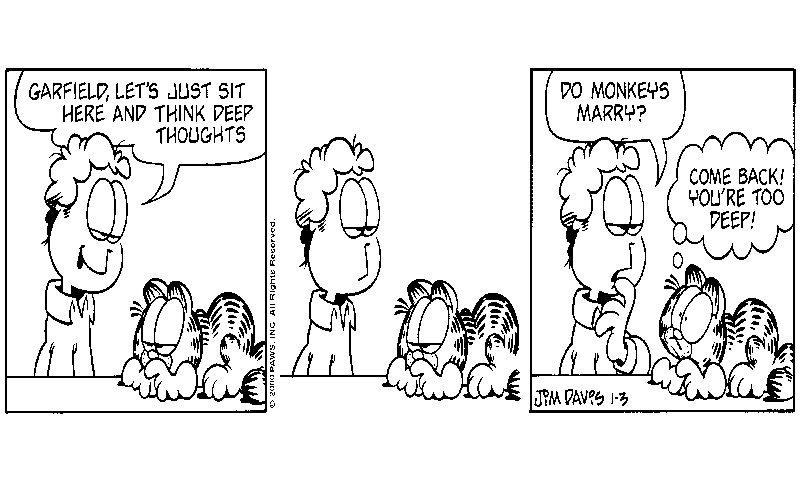 GARFIELD, LET'S JUST SIT
HERE AND THINK DEEP
THOUGHTS
© 2000 PAWS, INC. All Rights Reserved.
DO MONKEYS
MARRY?
COME BACK!
YOU'RE TOO
DEEP!
JIM DAVIS 1-3